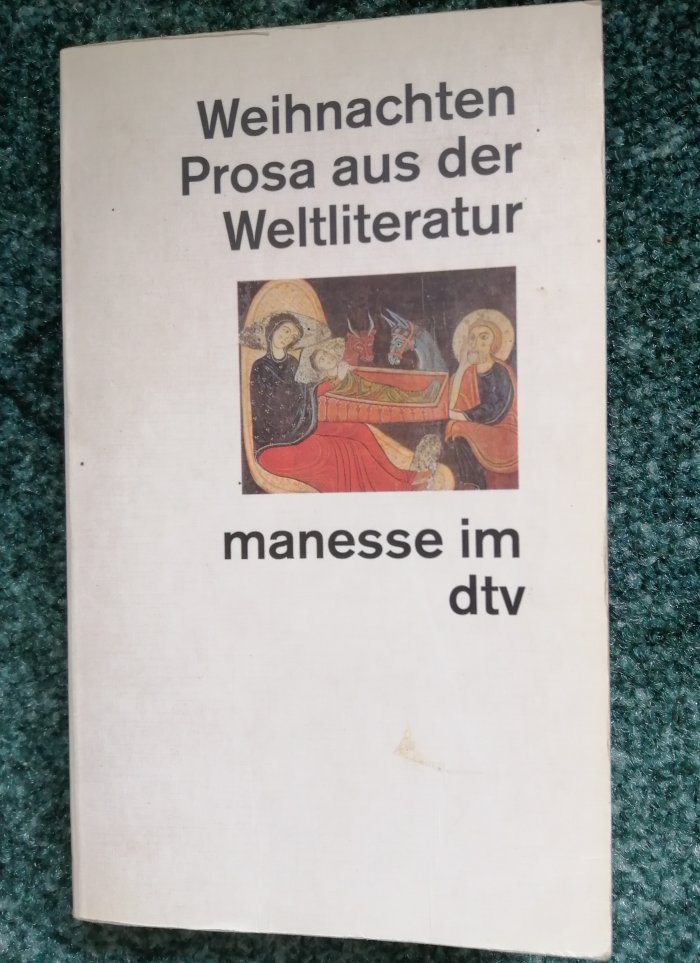 Weihnachten
Prosa aus der
Weltliteratur
manesse im
dtv